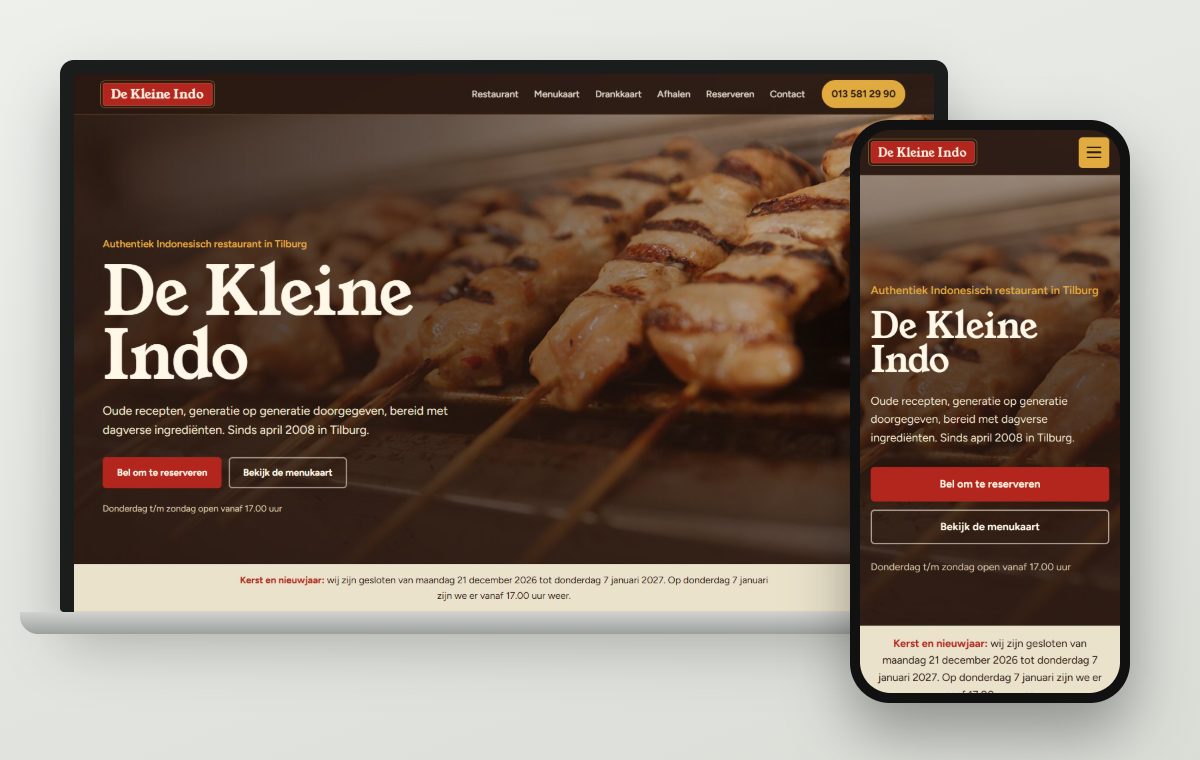 De Kleine Indo
Restaurant Menukaart Drankkaart Afhalen Reserveren Contact 013 581 29 90
Authentiek Indonesisch restaurant in Tilburg
De Kleine
Indo
Oude recepten, generatie op generatie doorgegeven, bereid met
dagverse ingrediënten. Sinds april 2008 in Tilburg.
Bel om te reserveren Bekijk de menukaart
Donderdag t/m zondag open vanaf 17.00 uur
Kerst en nieuwjaar: wij zijn gesloten van maandag 21 december 2026 tot donderdag 7 januari 2027. Op donderdag 7 januari
zijn we er vanaf 17.00 uur weer.
De Kleine Indo
Authentiek Indonesisch restaurant in Tilburg
De Kleine
Indo
Oude recepten, generatie op generatie
doorgegeven, bereid met dagverse
ingrediënten. Sinds april 2008 in Tilburg.
Bel om te reserveren
Bekijk de menukaart
Donderdag t/m zondag open vanaf 17.00 uur
Kerst en nieuwjaar: wij zijn gesloten van
maandag 21 december 2026 tot donderdag 7
januari 2027. Op donderdag 7 januari zijn we er